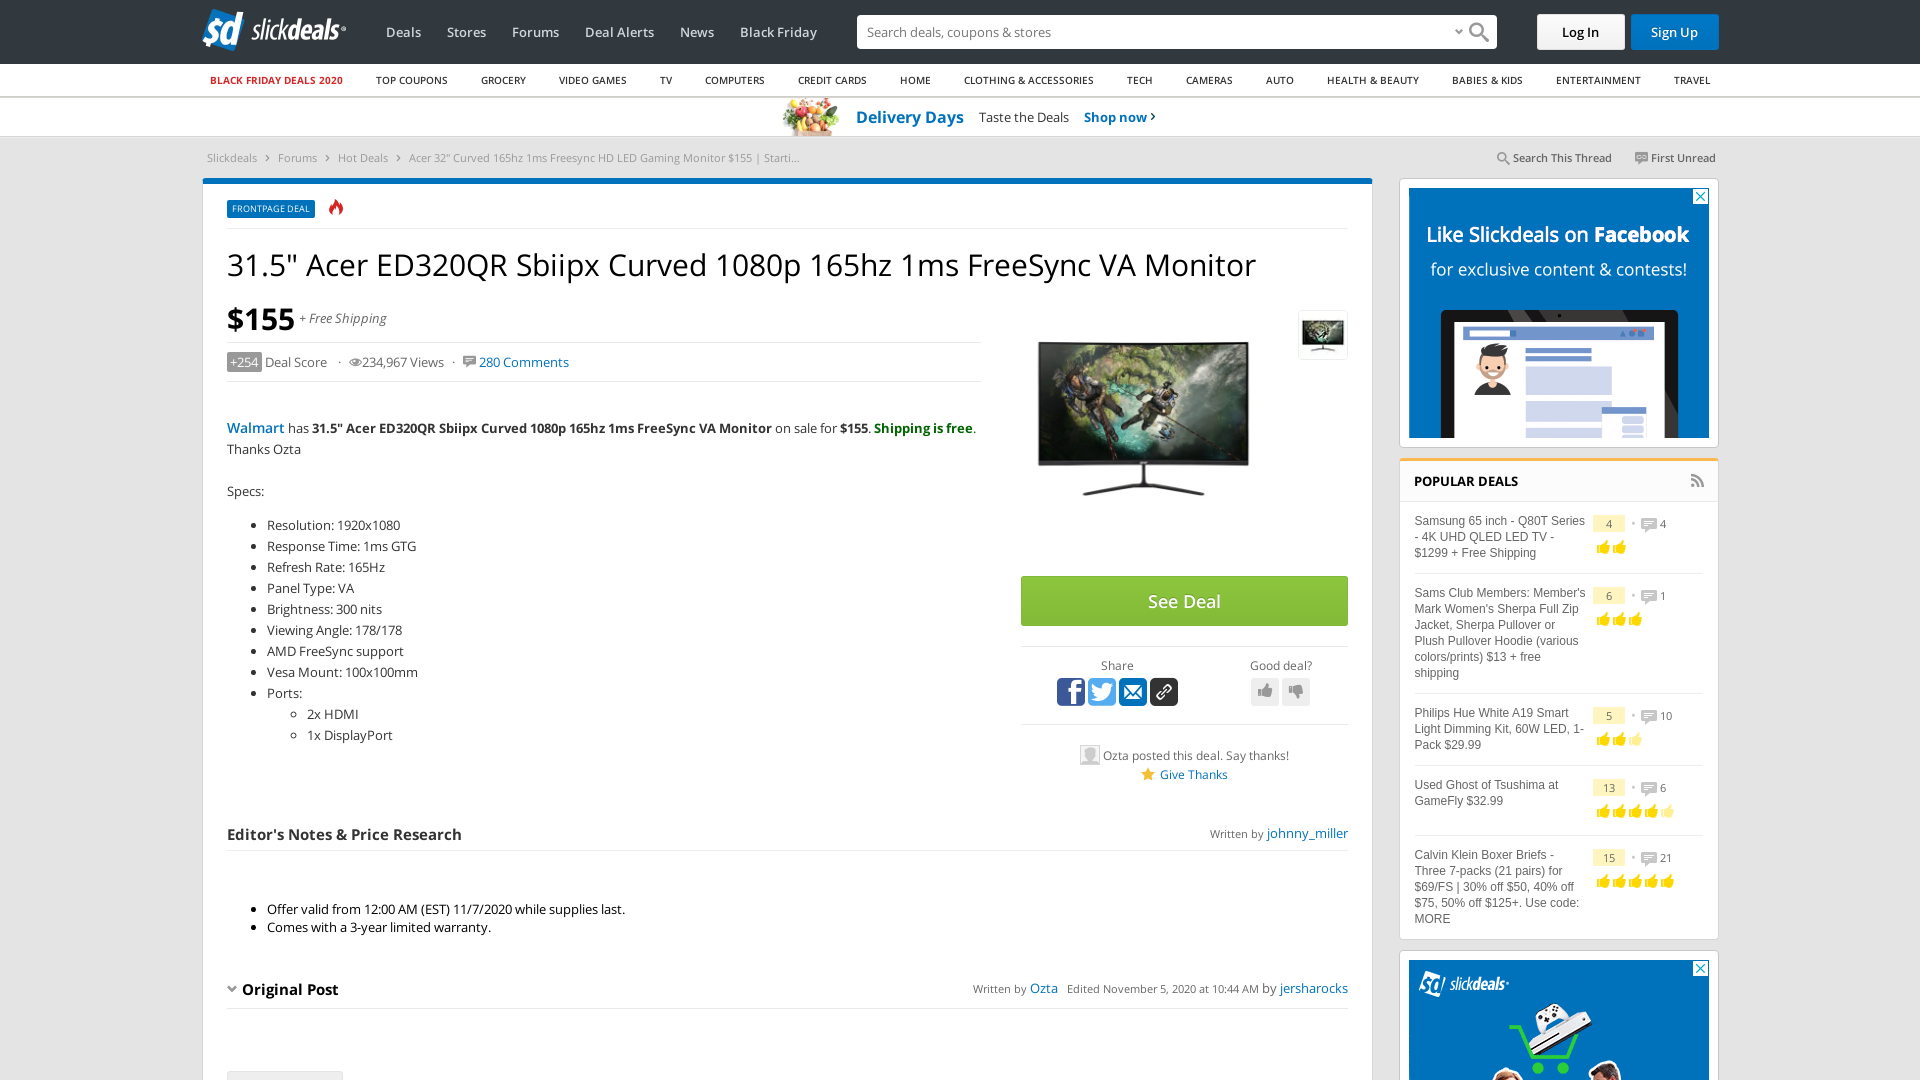 sd slickdeals
Deals Stores Forums Deal Alerts News Black Friday
Search deals, coupons & stores
Log In
Sign Up
BLACK FRIDAY DEALS 2020 TOP COUPONS GROCERY VIDEO GAMES TV COMPUTERS CREDIT CARDS HOME CLOTHING & ACCESSORIES TECH CAMERAS AUTO HEALTH & BEAUTY BABIES & KIDS ENTERTAINMENT TRAVEL
Delivery Days Taste the Deals Shop now
Slickdeals Forums Hot Deals Acer 32" Curved 165hz 1ms Freesync HD LED Gaming Monitor $155 | Starti...
Search This Thread First Unread
FRONTPAGE DEAL
31.5" Acer ED320QR Sbiipx Curved 1080p 165hz 1ms FreeSync VA Monitor
$155 + Free Shipping
+254 Deal Score · 234,967 Views · 280 Comments
Walmart has 31.5" Acer ED320QR Sbiipx Curved 1080p 165hz 1ms FreeSync VA Monitor on sale for $155. Shipping is free.
Thanks Ozta
Specs:
Resolution: 1920x1080
Response Time: 1ms GTG
Refresh Rate: 165Hz
Panel Type: VA
Brightness: 300 nits
Viewing Angle: 178/178
AMD FreeSync support
Vesa Mount: 100x100mm
Ports:
2x HDMI
1x DisplayPort
See Deal
Share
Good deal?
Ozta posted this deal. Say thanks!
Give Thanks
Editor's Notes & Price Research
Written by johnny_miller
Offer valid from 12:00 AM (EST) 11/7/2020 while supplies last.
Comes with a 3-year limited warranty.
Original Post
Written by Ozta Edited November 5, 2020 at 10:44 AM by jersharocks
Like Slickdeals on Facebook
for exclusive content & contests!
POPULAR DEALS
Samsung 65 inch - Q80T Series
- 4K UHD QLED LED TV -
$1299 + Free Shipping
4 4
Sams Club Members: Member's
Mark Women's Sherpa Full Zip
Jacket, Sherpa Pullover or
Plush Pullover Hoodie (various
colors/prints) $13 + free
shipping
6 1
Philips Hue White A19 Smart
Light Dimming Kit, 60W LED, 1-
Pack $29.99
5 10
Used Ghost of Tsushima at
GameFly $32.99
13 6
Calvin Klein Boxer Briefs -
Three 7-packs (21 pairs) for
$69/FS | 30% off $50, 40% off
$75, 50% off $125+. Use code:
MORE
15 21
sd slickdeals